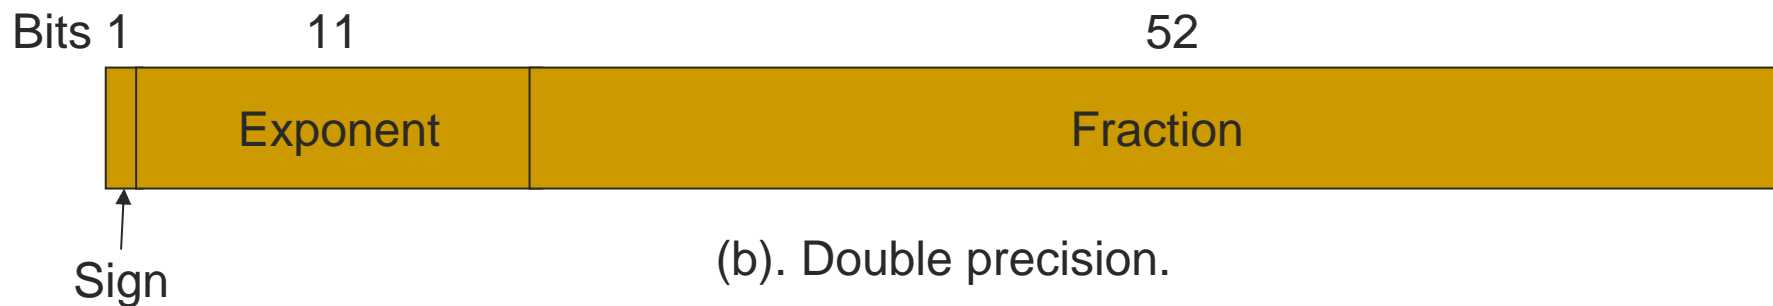 Bits 1 11 52
Exponent Fraction
(b). Double precision.
Sign